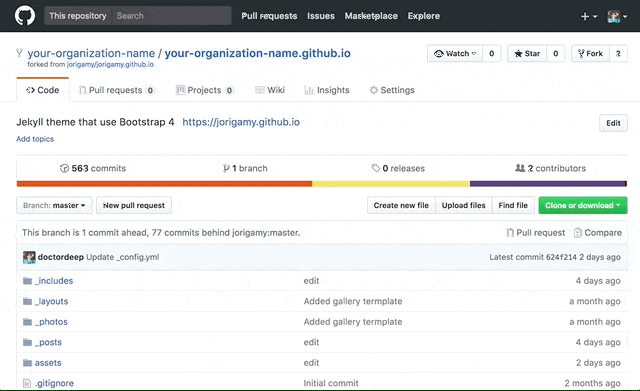 This repository Search Pull requests Issues Marketplace Explore
your-organization-name / your-organization-name.github.io Watch 0 Star 0 Fork 2
forked from jorigamy/jorigamy.github.io
Code Pull requests 0 Projects 0 Wiki Insights Settings
Jekyll theme that use Bootstrap 4 https://jorigamy.github.io Edit
Add topics
563 commits 1 branch 0 releases 2 contributors
Branch: master New pull request Create new file Upload files Find file Clone or download
This branch is 1 commit ahead, 77 commits behind jorigamy:master. Pull request Compare
doctordeep Update _config.yml Latest commit 624f214 2 days ago
_includes edit 4 days ago
_layouts Added gallery termplate a month ago
_photos Added gallery termplate a month ago
_posts edit 4 days ago
assets edit 2 days ago
.gitignore Initial commit 2 months ago